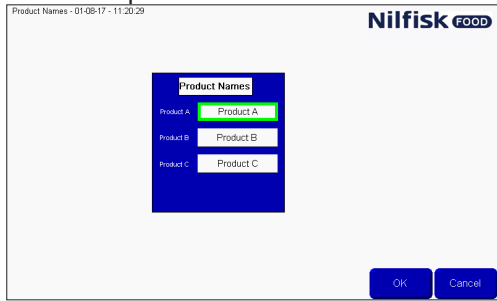 Product Names - 01-08-17 - 11:20:29
Nilfisk FOOD
Product Names
Product A Product A
Product B Product B
Product C Product C
OK Cancel